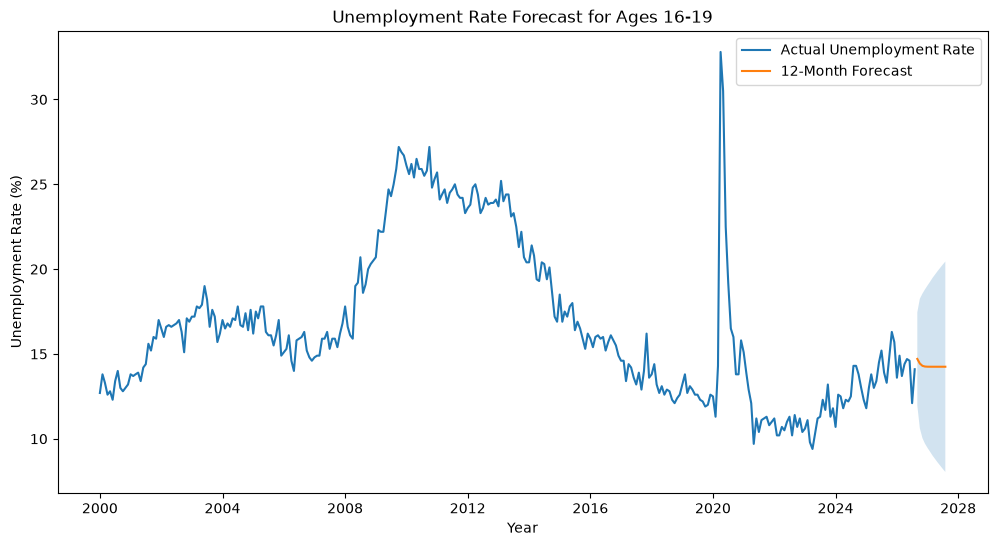 Unemployment Rate Forecast for Ages 16-19
Actual Unemployment Rate
12-Month Forecast
Unemployment Rate (%)
30
25
20
15
10
2000 2004 2008 2012 2016 2020 2024 2028
Year